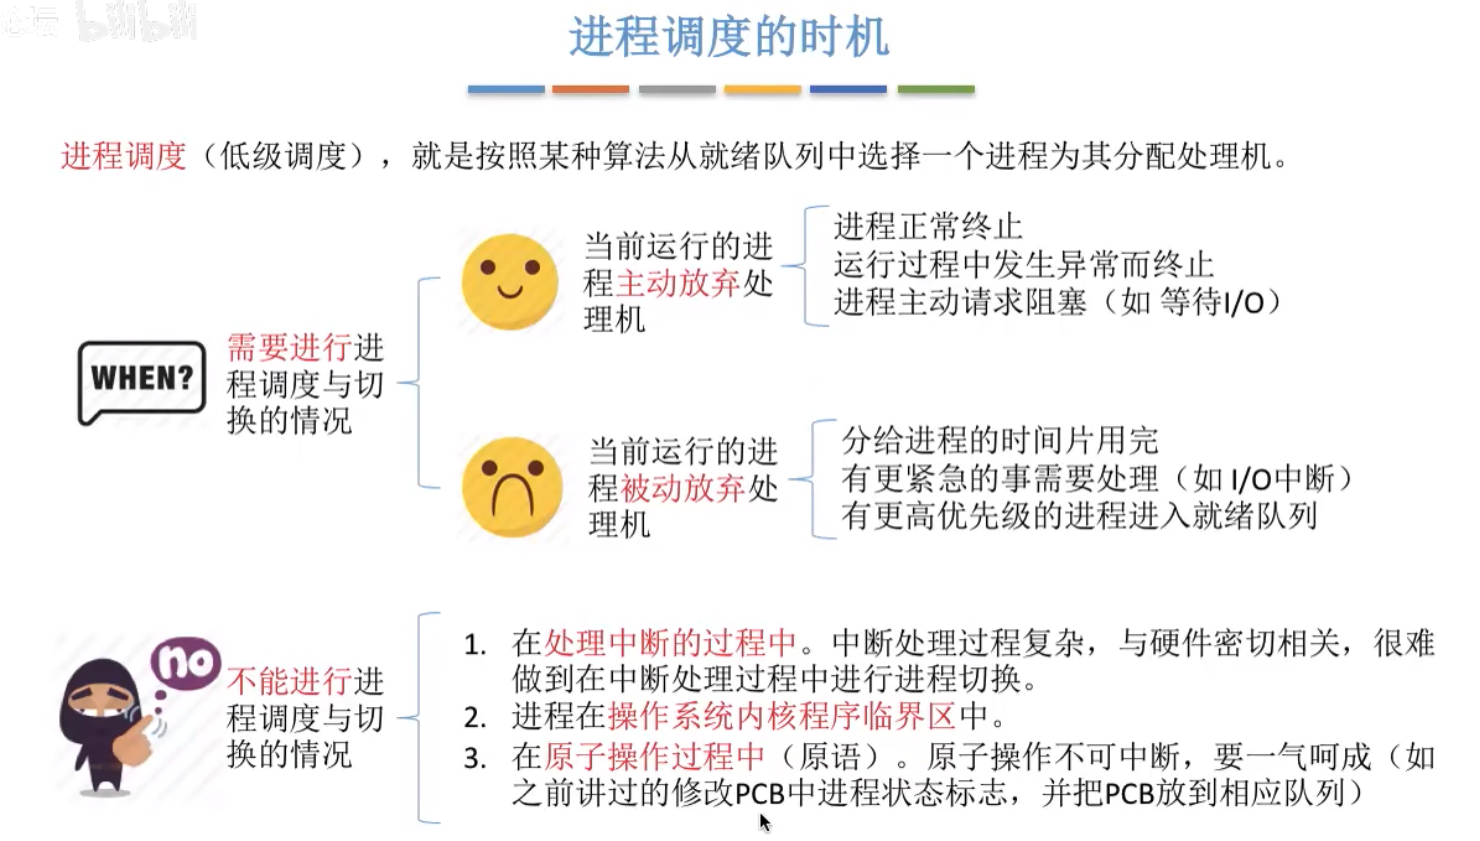 论坛 bilibili
进程调度的时机
进程调度（低级调度），就是按照某种算法从就绪队列中选择一个进程为其分配处理机。
WHEN?
需要进行进
程调度与切
换的情况
当前运行的进
程主动放弃处
理机
进程正常终止
运行过程中发生异常而终止
进程主动请求阻塞（如 等待I/O）
当前运行的进
程被动放弃处
理机
分给进程的时间片用完
有更紧急的事需要处理（如 I/O中断）
有更高优先级的进程进入就绪队列
no
不能进行进
程调度与切
换的情况
1. 在处理中断的过程中。中断处理过程复杂，与硬件密切相关，很难
做到在中断处理过程中进行进程切换。
2. 进程在操作系统内核程序临界区中。
3. 在原子操作过程中（原语）。原子操作不可中断，要一气呵成（如
之前讲过的修改PCB中进程状态标志，并把PCB放到相应队列）